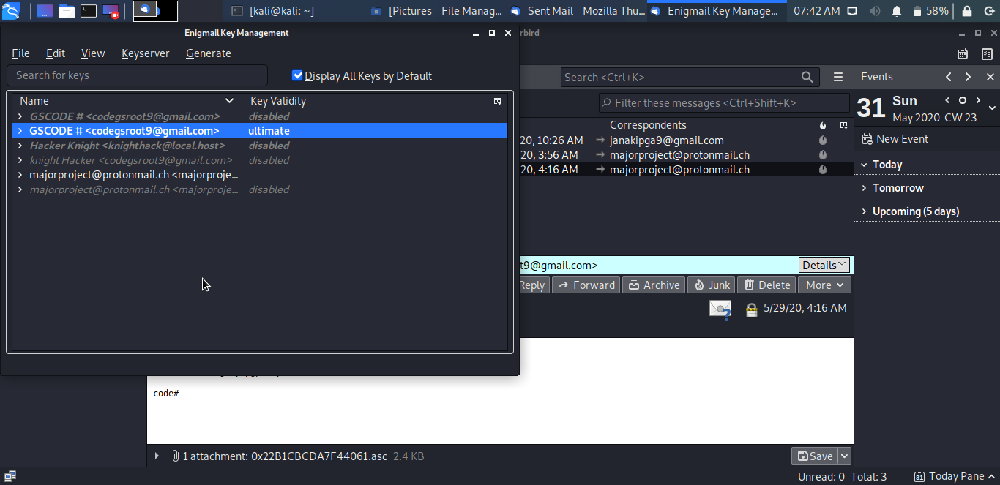 [kali@kali: ~]
[Pictures - File Manag...
Sent Mail - Mozilla Thu...
Enigmail Key Manage...
07:42 AM
58%
Enigmail Key Management
rbird
File Edit View Keyserver Generate
Search for keys
Display All Keys by Default
Name Key Validity
GSCODE # <codegsroot9@gmail.com> disabled
GSCODE # <codegsroot9@gmail.com> ultimate
Hacker Knight <knighthack@local.host> disabled
knight Hacker <codegsroot9@gmail.com> disabled
majorproject@protonmail.ch <majorproje... -
majorproject@protonmail.ch <majorproje... disabled
Search <Ctrl+K>
Filter these messages <Ctrl+Shift+K>
Correspondents
20, 10:26 AM janakipga9@gmail.com
/20, 3:56 AM majorproject@protonmail.ch
/20, 4:16 AM majorproject@protonmail.ch
t9@gmail.com>
Details
Reply Forward Archive Junk Delete More
5/29/20, 4:16 AM
code#
1 attachment: 0x22B1CBCDA7F44061.asc 2.4 KB
Save
Events
31 Sun
May 2020 CW 23
New Event
Today
Tomorrow
Upcoming (5 days)
Unread: 0 Total: 3
31 Today Pane